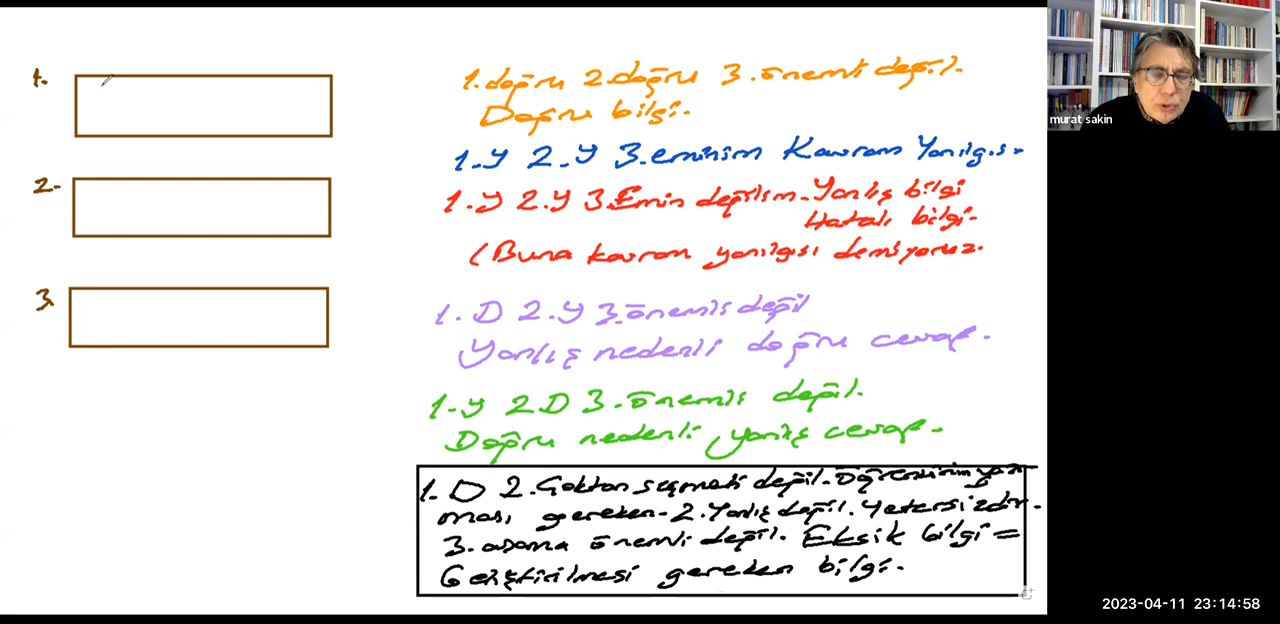 1.
2-
3.
1.doğru 2.doğru 3.önemli değil.
Doğru bilgi.
1-Y 2.Y 3.eminim Kavram Yanılgısı.
1.Y 2.Y 3.Emin değilim-Yanlış bilgi
Hatalı bilgi.
(Buna kavram yanılgısı demiyoruz.
1.D 2.Y 3.önemli değil
Yanlış nedenli doğru cevap.
1-Y 2.D 3.önemli değil.
Doğru nedenli yanlış cevap.
1.D 2.Çoktan seçmeli değil. Öğrencinin yaz
ması gereken-2.Yanlış değil. Yetersizdir.
3.aşama önemli değil. Eksik bilgi=
Geliştirilmesi gereken bilgi.
murat sakin
2023-04-11 23:14:58